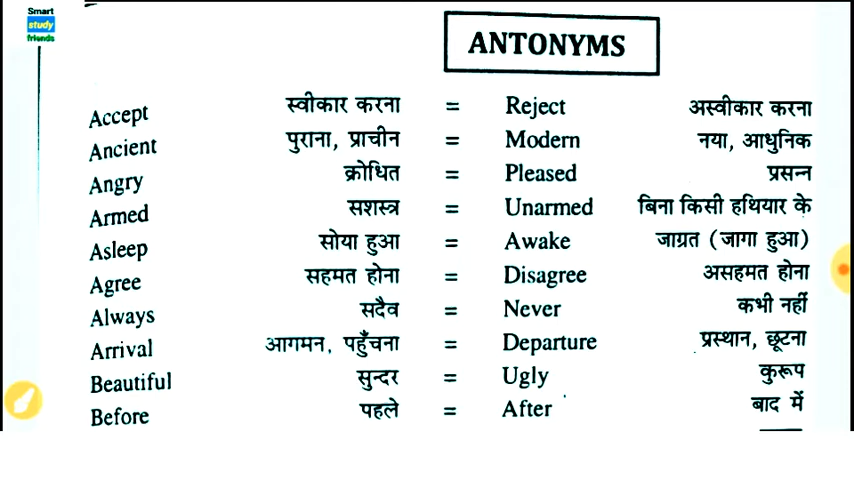 Smart
study
friends
ANTONYMS
Accept स्वीकार करना = Reject अस्वीकार करना
Ancient पुराना, प्राचीन = Modern नया, आधुनिक
Angry क्रोधित = Pleased प्रसन्न
Armed सशस्त्र = Unarmed बिना किसी हथियार के
Asleep सोया हुआ = Awake जाग्रत (जागा हुआ)
Agree सहमत होना = Disagree असहमत होना
Always सदैव = Never कभी नहीं
Arrival आगमन, पहुँचना = Departure प्रस्थान, छूटना
Beautiful सुन्दर = Ugly कुरूप
Before पहले = After बाद में